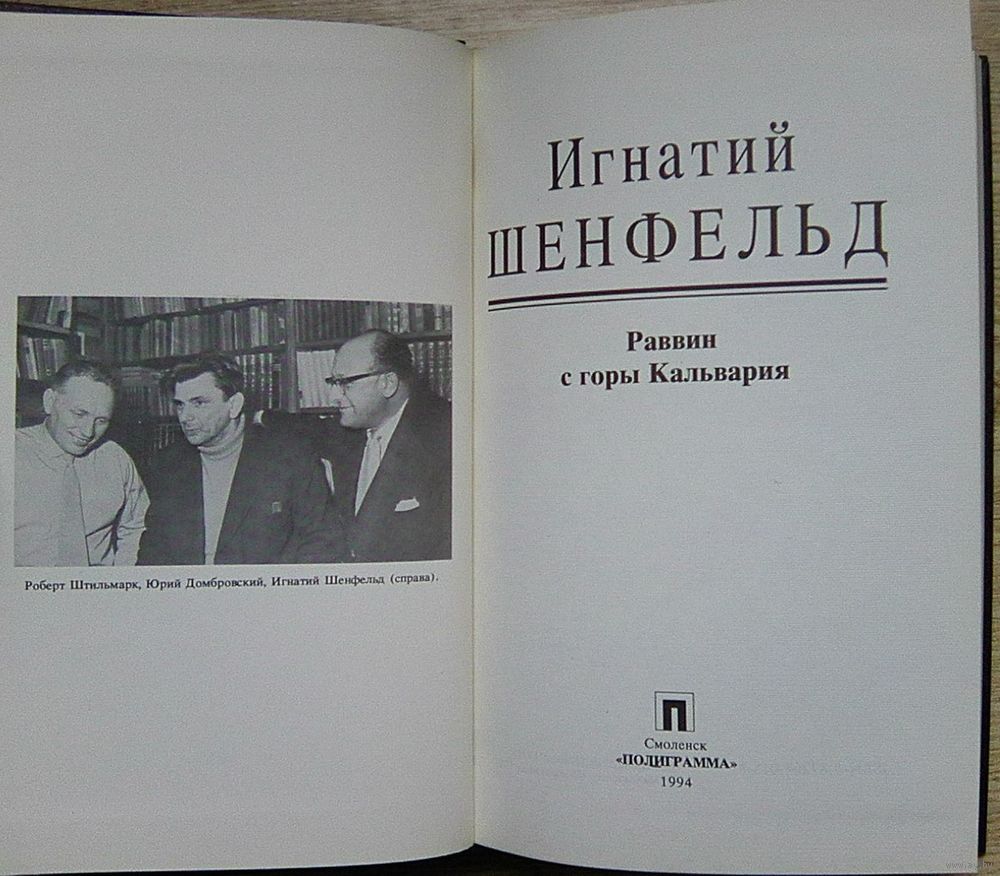 Роберт Штильмарк, Юрий Домбровский, Игнатий Шенфельд (справа).
Игнатий
ШЕНФЕЛЬД
Раввин
с горы Кальвария
П
Смоленск
«ПОЛИГРАММА»
1994